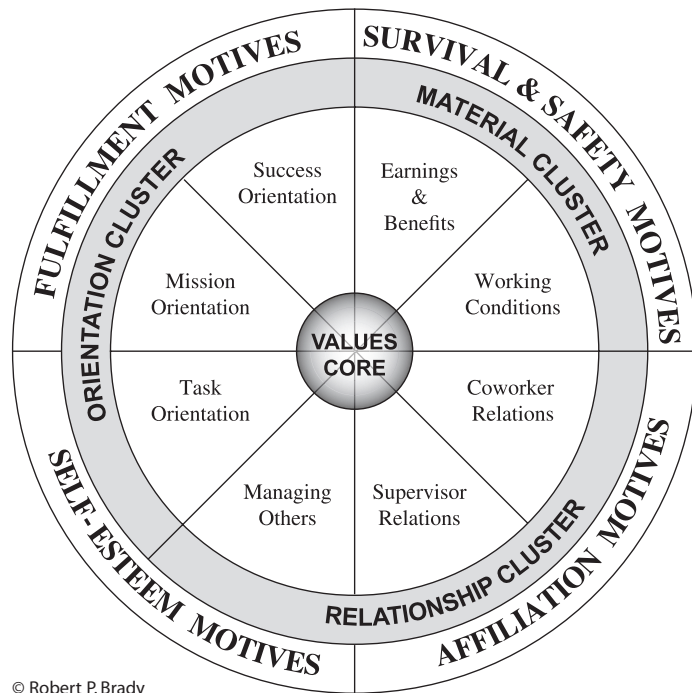 FULFILLMENT MOTIVES
SURVIVAL & SAFETY MOTIVES
ORIENTATION CLUSTER
MATERIAL CLUSTER
Success
Orientation
Earnings
&
Benefits
Mission
Orientation
Working
Conditions
VALUES
CORE
Task
Orientation
Coworker
Relations
Managing
Others
Supervisor
Relations
RELATIONSHIP CLUSTER
SELF-ESTEEM MOTIVES
AFFILIATION MOTIVES
© Robert P. Brady